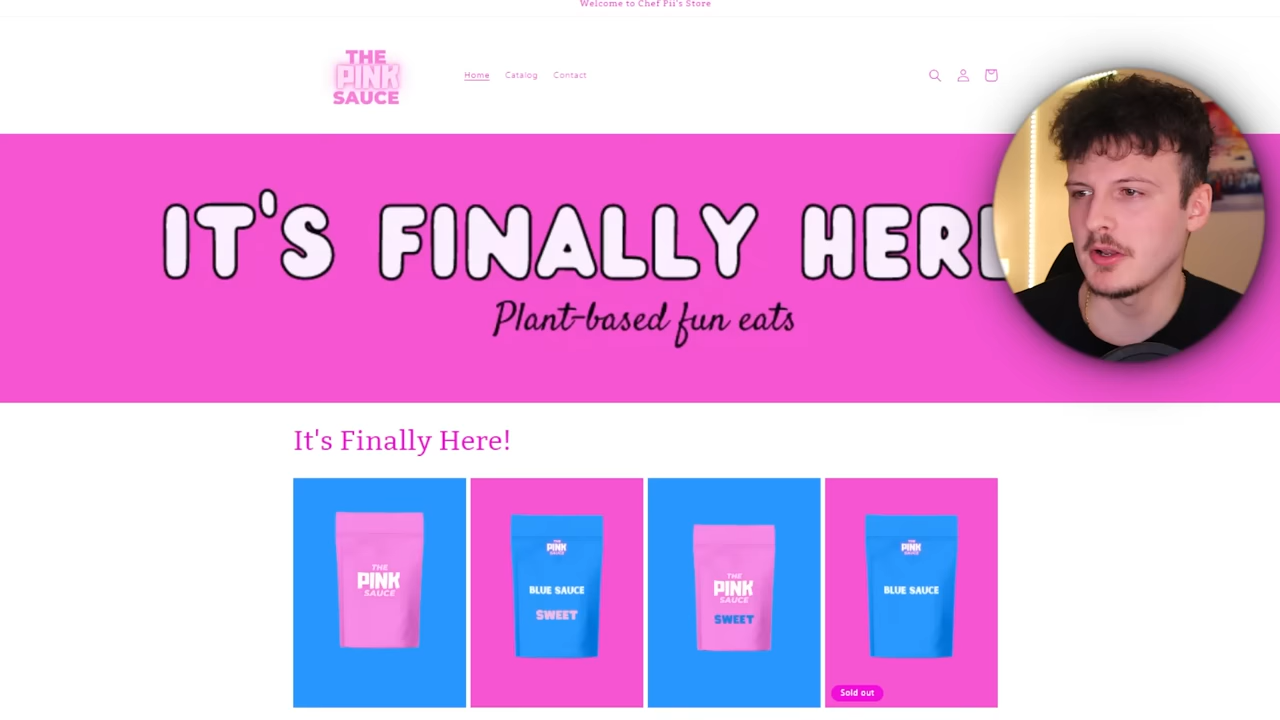 Welcome to Chef Pii's Store
THE
PINK
SAUCE
Home Catalog Contact
IT'S FINALLY HERE
Plant-based fun eats
It's Finally Here!
THE
PINK
SAUCE
THE
PINK
SAUCE
BLUE SAUCE
SWEET
THE
PINK
SAUCE
SWEET
THE
PINK
SAUCE
BLUE SAUCE
Sold out